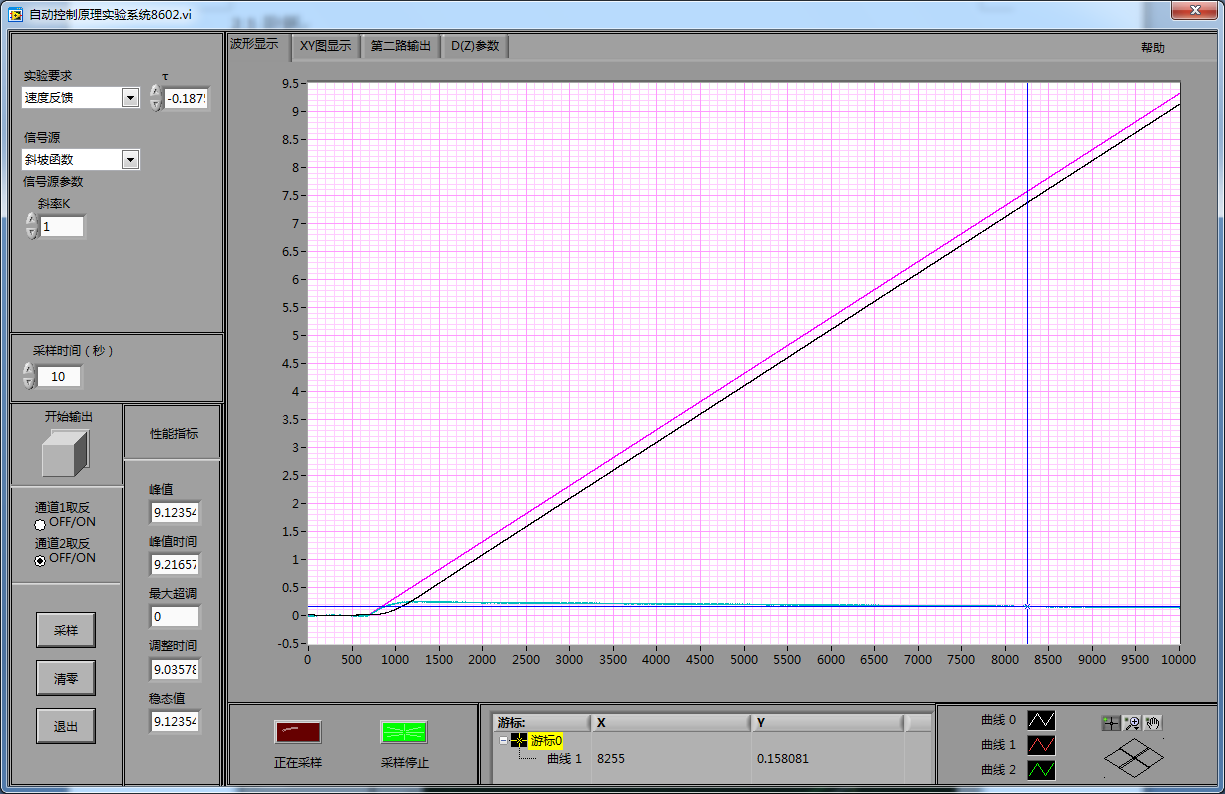 自动控制原理实验系统8602.vi
波形显示
XY图显示
第二路输出
D(Z)参数
帮助
实验要求
τ
速度反馈
-0.187
信号源
斜坡函数
信号源参数
斜率K
1
采样时间（秒）
10
开始输出
性能指标
通道1取反
OFF/ON
通道2取反
OFF/ON
采样
清零
退出
峰值
9.12354
峰值时间
9.21657
最大超调
0
调整时间
9.03578
稳态值
9.12354
9.5
9
8.5
8
7.5
7
6.5
6
5.5
5
4.5
4
3.5
3
2.5
2
1.5
1
0.5
0
-0.5
0 500 1000 1500 2000 2500 3000 3500 4000 4500 5000 5500 6000 6500 7000 7500 8000 8500 9000 9500 10000
正在采样
采样停止
游标: X Y
游标0
曲线 1 8255 0.158081
曲线 0
曲线 1
曲线 2